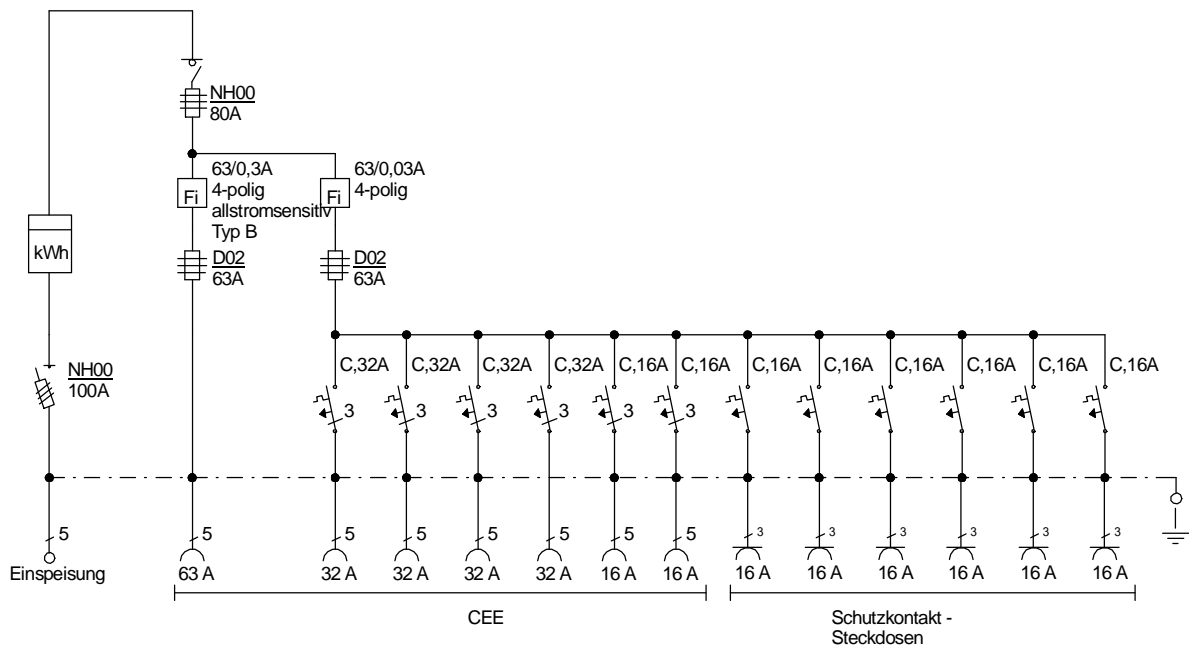 NH00
80A
63/0,3A
4-polig
allstromsensitiv
Typ B
63/0,03A
4-polig
Fi
Fi
kWh
D02
63A
D02
63A
NH00
100A
C,32A C,32A C,32A C,32A C,16A C,16A C,16A C,16A C,16A C,16A C,16A C,16A
3 3 3 3 3 3
5 5 5 5 5 5 5 5 3 3 3 3 3 3
Einspeisung 63 A 32 A 32 A 32 A 32 A 16 A 16 A 16 A 16 A 16 A 16 A 16 A 16 A
CEE
Schutzkontakt -
Steckdosen